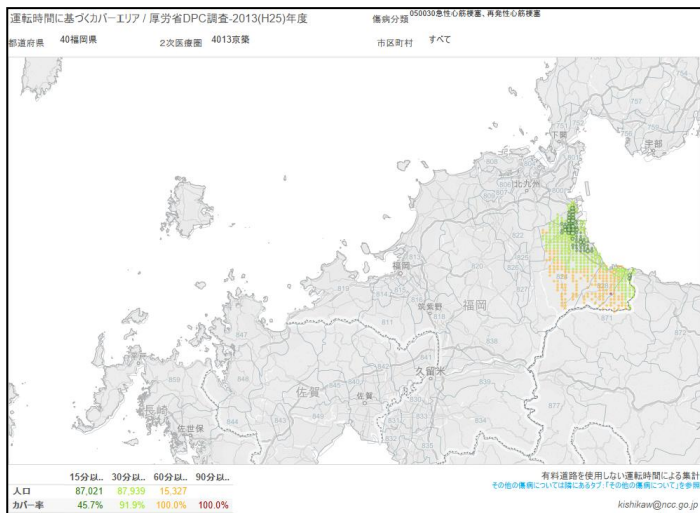 運転時間に基づくカバーエリア / 厚労省DPC調査-2013(H25)年度
傷病分類 050030急性心筋梗塞、再発性心筋梗塞
都道府県 40福岡県 2次医療圏 4013京築 市区町村 すべて
下関
宇部
北九州
福岡
筑紫野
福岡
久留米
佐賀
佐賀
長崎
佐世保
15分以.. 30分以.. 60分以.. 90分以..
人口 87,021 87,939 15,327
カバー率 45.7% 91.9% 100.0% 100.0%
有料道路を使用しない運転時間による集計
その他の傷病については隣にあるタブ:「その他の傷病について」を参照
kishikaw@ncc.go.jp